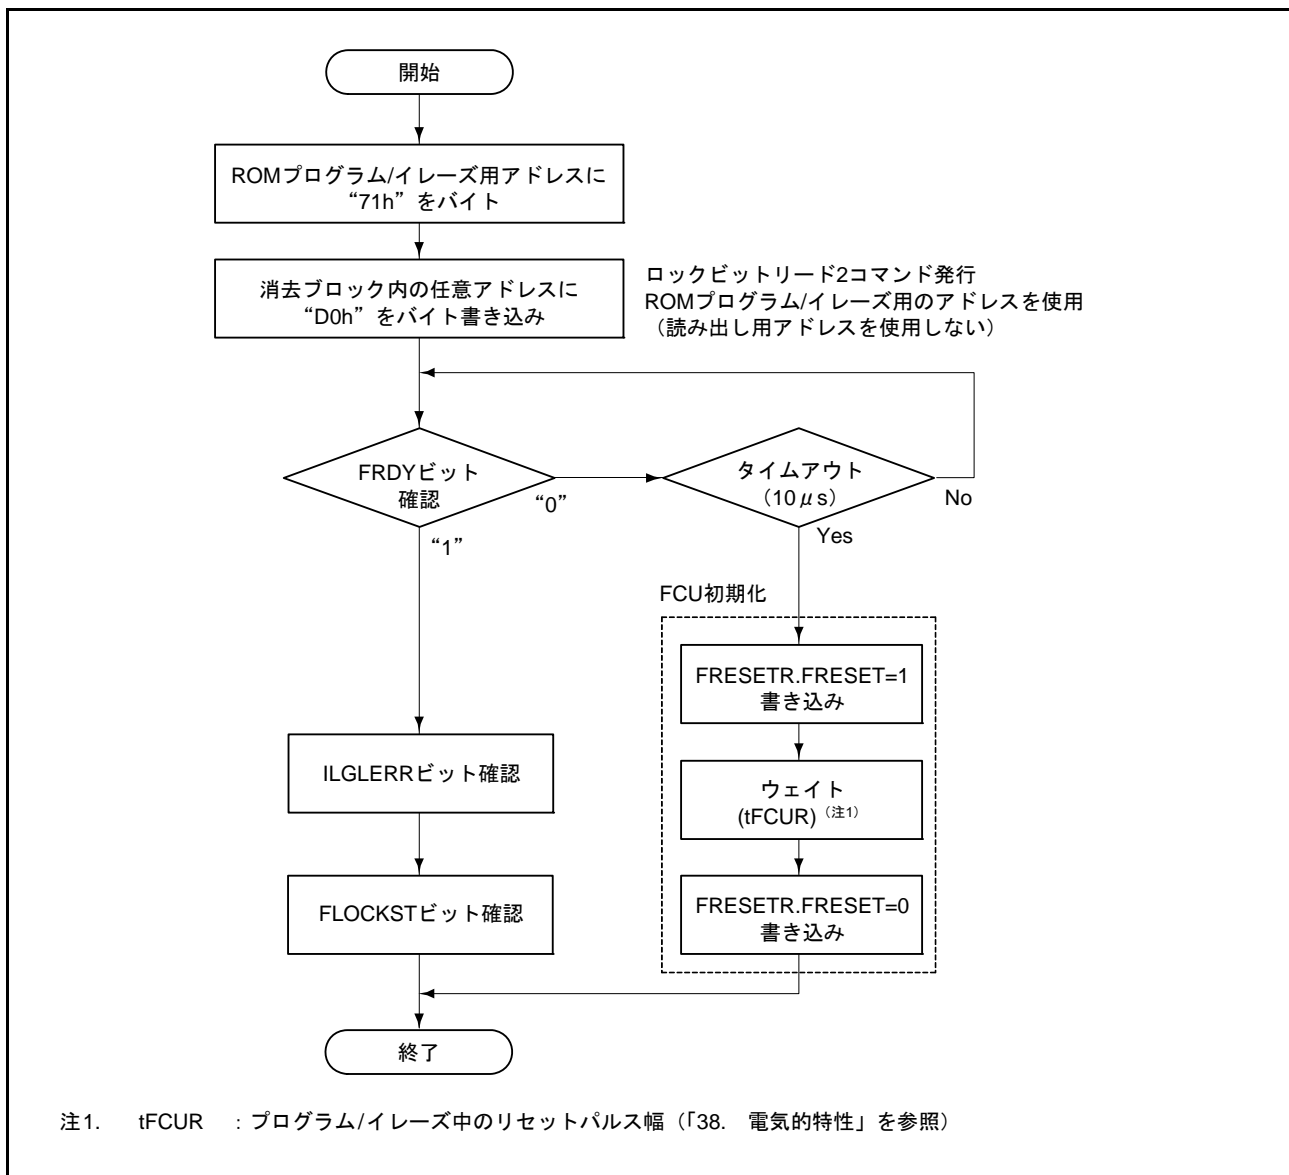 開始
ROMプログラム/イレーズ用アドレスに
“71h”をバイト
消去ブロック内の任意アドレスに
“D0h”をバイト書き込み
ロックビットリード2コマンド発行
ROMプログラム/イレーズ用のアドレスを使用
（読み出し用アドレスを使用しない）
FRDYビット
確認
“0”
“1”
タイムアウト
（10μs）
No
Yes
FCU初期化
FRESETR.FRESET=1
書き込み
ウェイト
(tFCUR)（注1）
FRESETR.FRESET=0
書き込み
ILGLERRビット確認
FLOCKSTビット確認
終了
注1. tFCUR : プログラム/イレーズ中のリセットパルス幅（「38. 電気的特性」を参照）